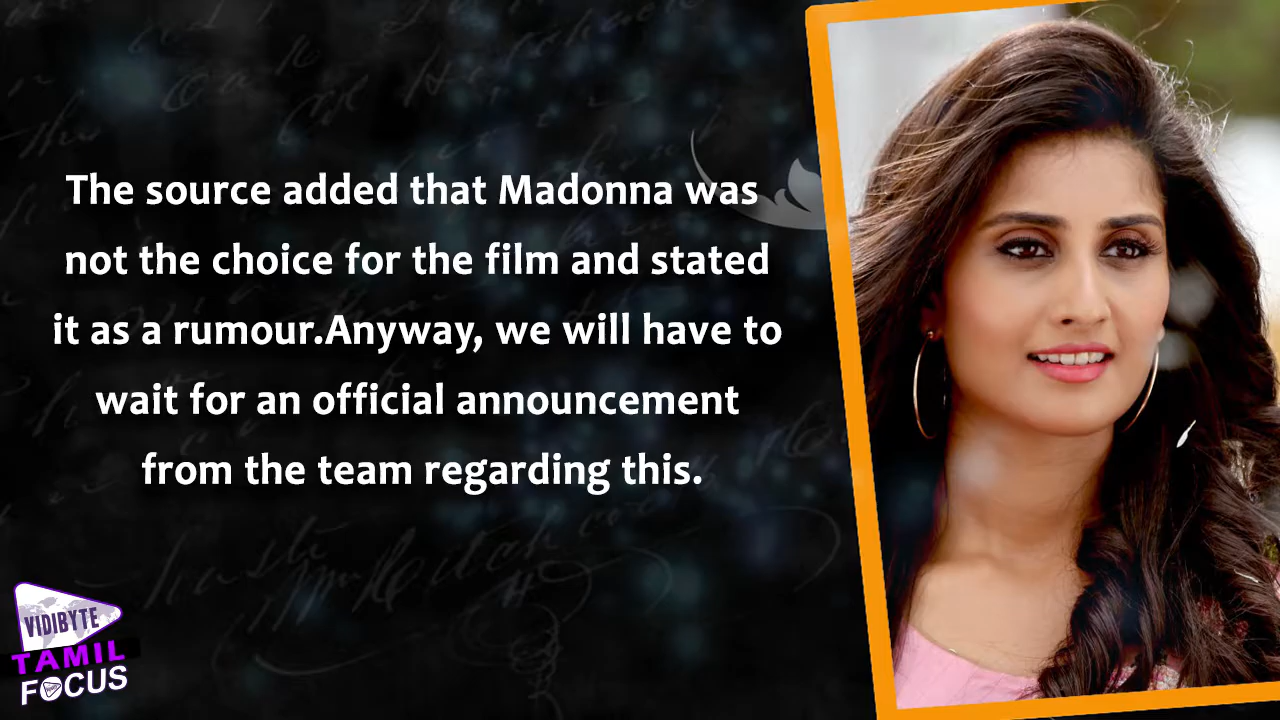 The source added that Madonna was
not the choice for the film and stated
it as a rumour.Anyway, we will have to
wait for an official announcement
from the team regarding this.
VIDIBYTE
TAMIL
FOCUS